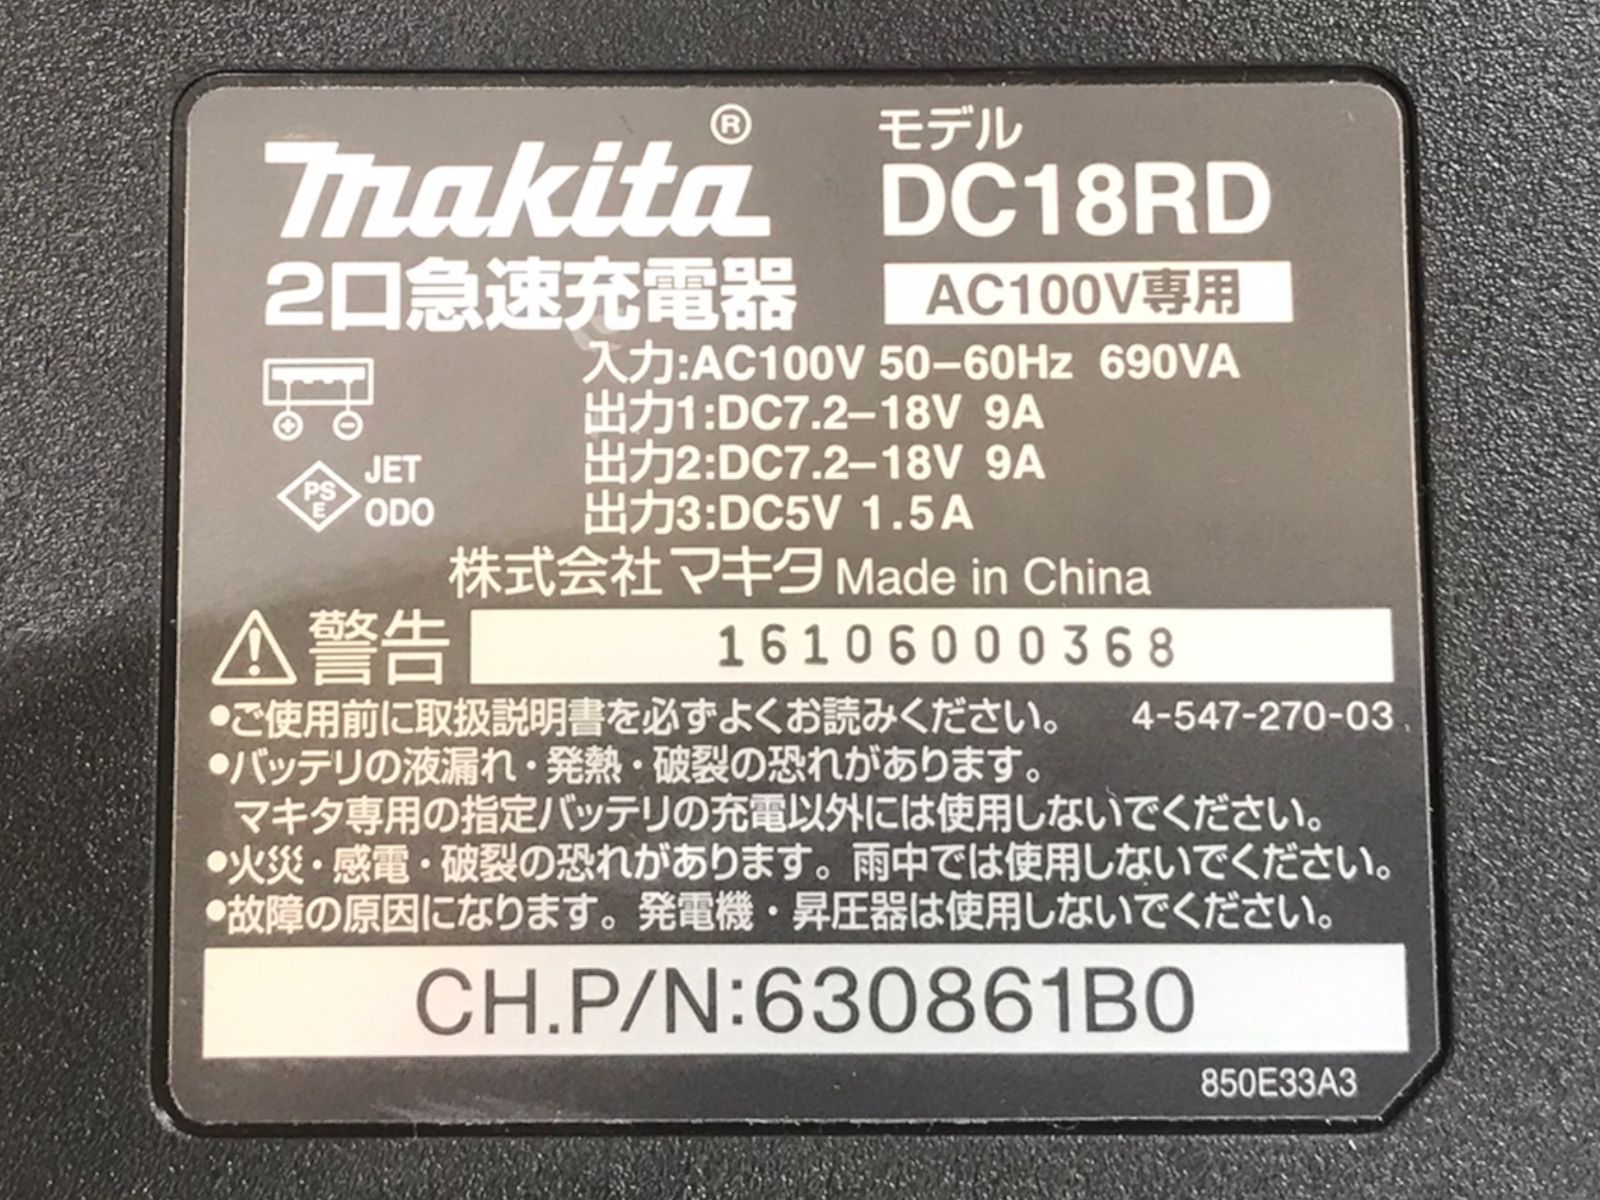 makita®
モデル
DC18RD
2口急速充電器
AC100V専用
入力:AC100V 50–60Hz 690VA
出力1:DC7.2–18V 9A
出力2:DC7.2–18V 9A
出力3:DC5V 1.5A
PS
E
JET
ODO
株式会社マキタ Made in China
警告
16106000368
•ご使用前に取扱説明書を必ずよくお読みください。 4-547-270-03
•バッテリの液漏れ・発熱・破裂の恐れがあります。
マキタ専用の指定バッテリの充電以外には使用しないでください。
•火災・感電・破裂の恐れがあります。雨中では使用しないでください。
•故障の原因になります。発電機・昇圧器は使用しないでください。
CH.P/N:630861B0
850E33A3